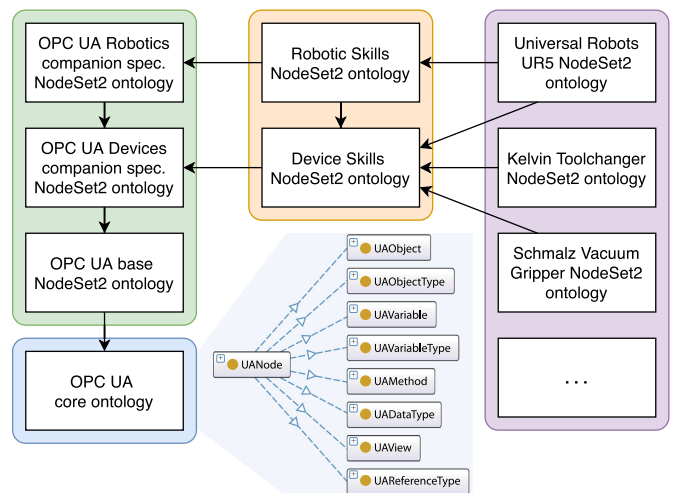 OPC UA Robotics
companion spec.
NodeSet2 ontology
OPC UA Devices
companion spec.
NodeSet2 ontology
OPC UA base
NodeSet2 ontology
OPC UA
core ontology
Robotic Skills
NodeSet2 ontology
Device Skills
NodeSet2 ontology
Universal Robots
UR5 NodeSet2
ontology
Kelvin Toolchanger
NodeSet2 ontology
Schmalz Vacuum
Gripper NodeSet2
ontology
...
UANode
UAObject
UAObjectType
UAVariable
UAVariableType
UAMethod
UADataType
UAView
UAReferenceType